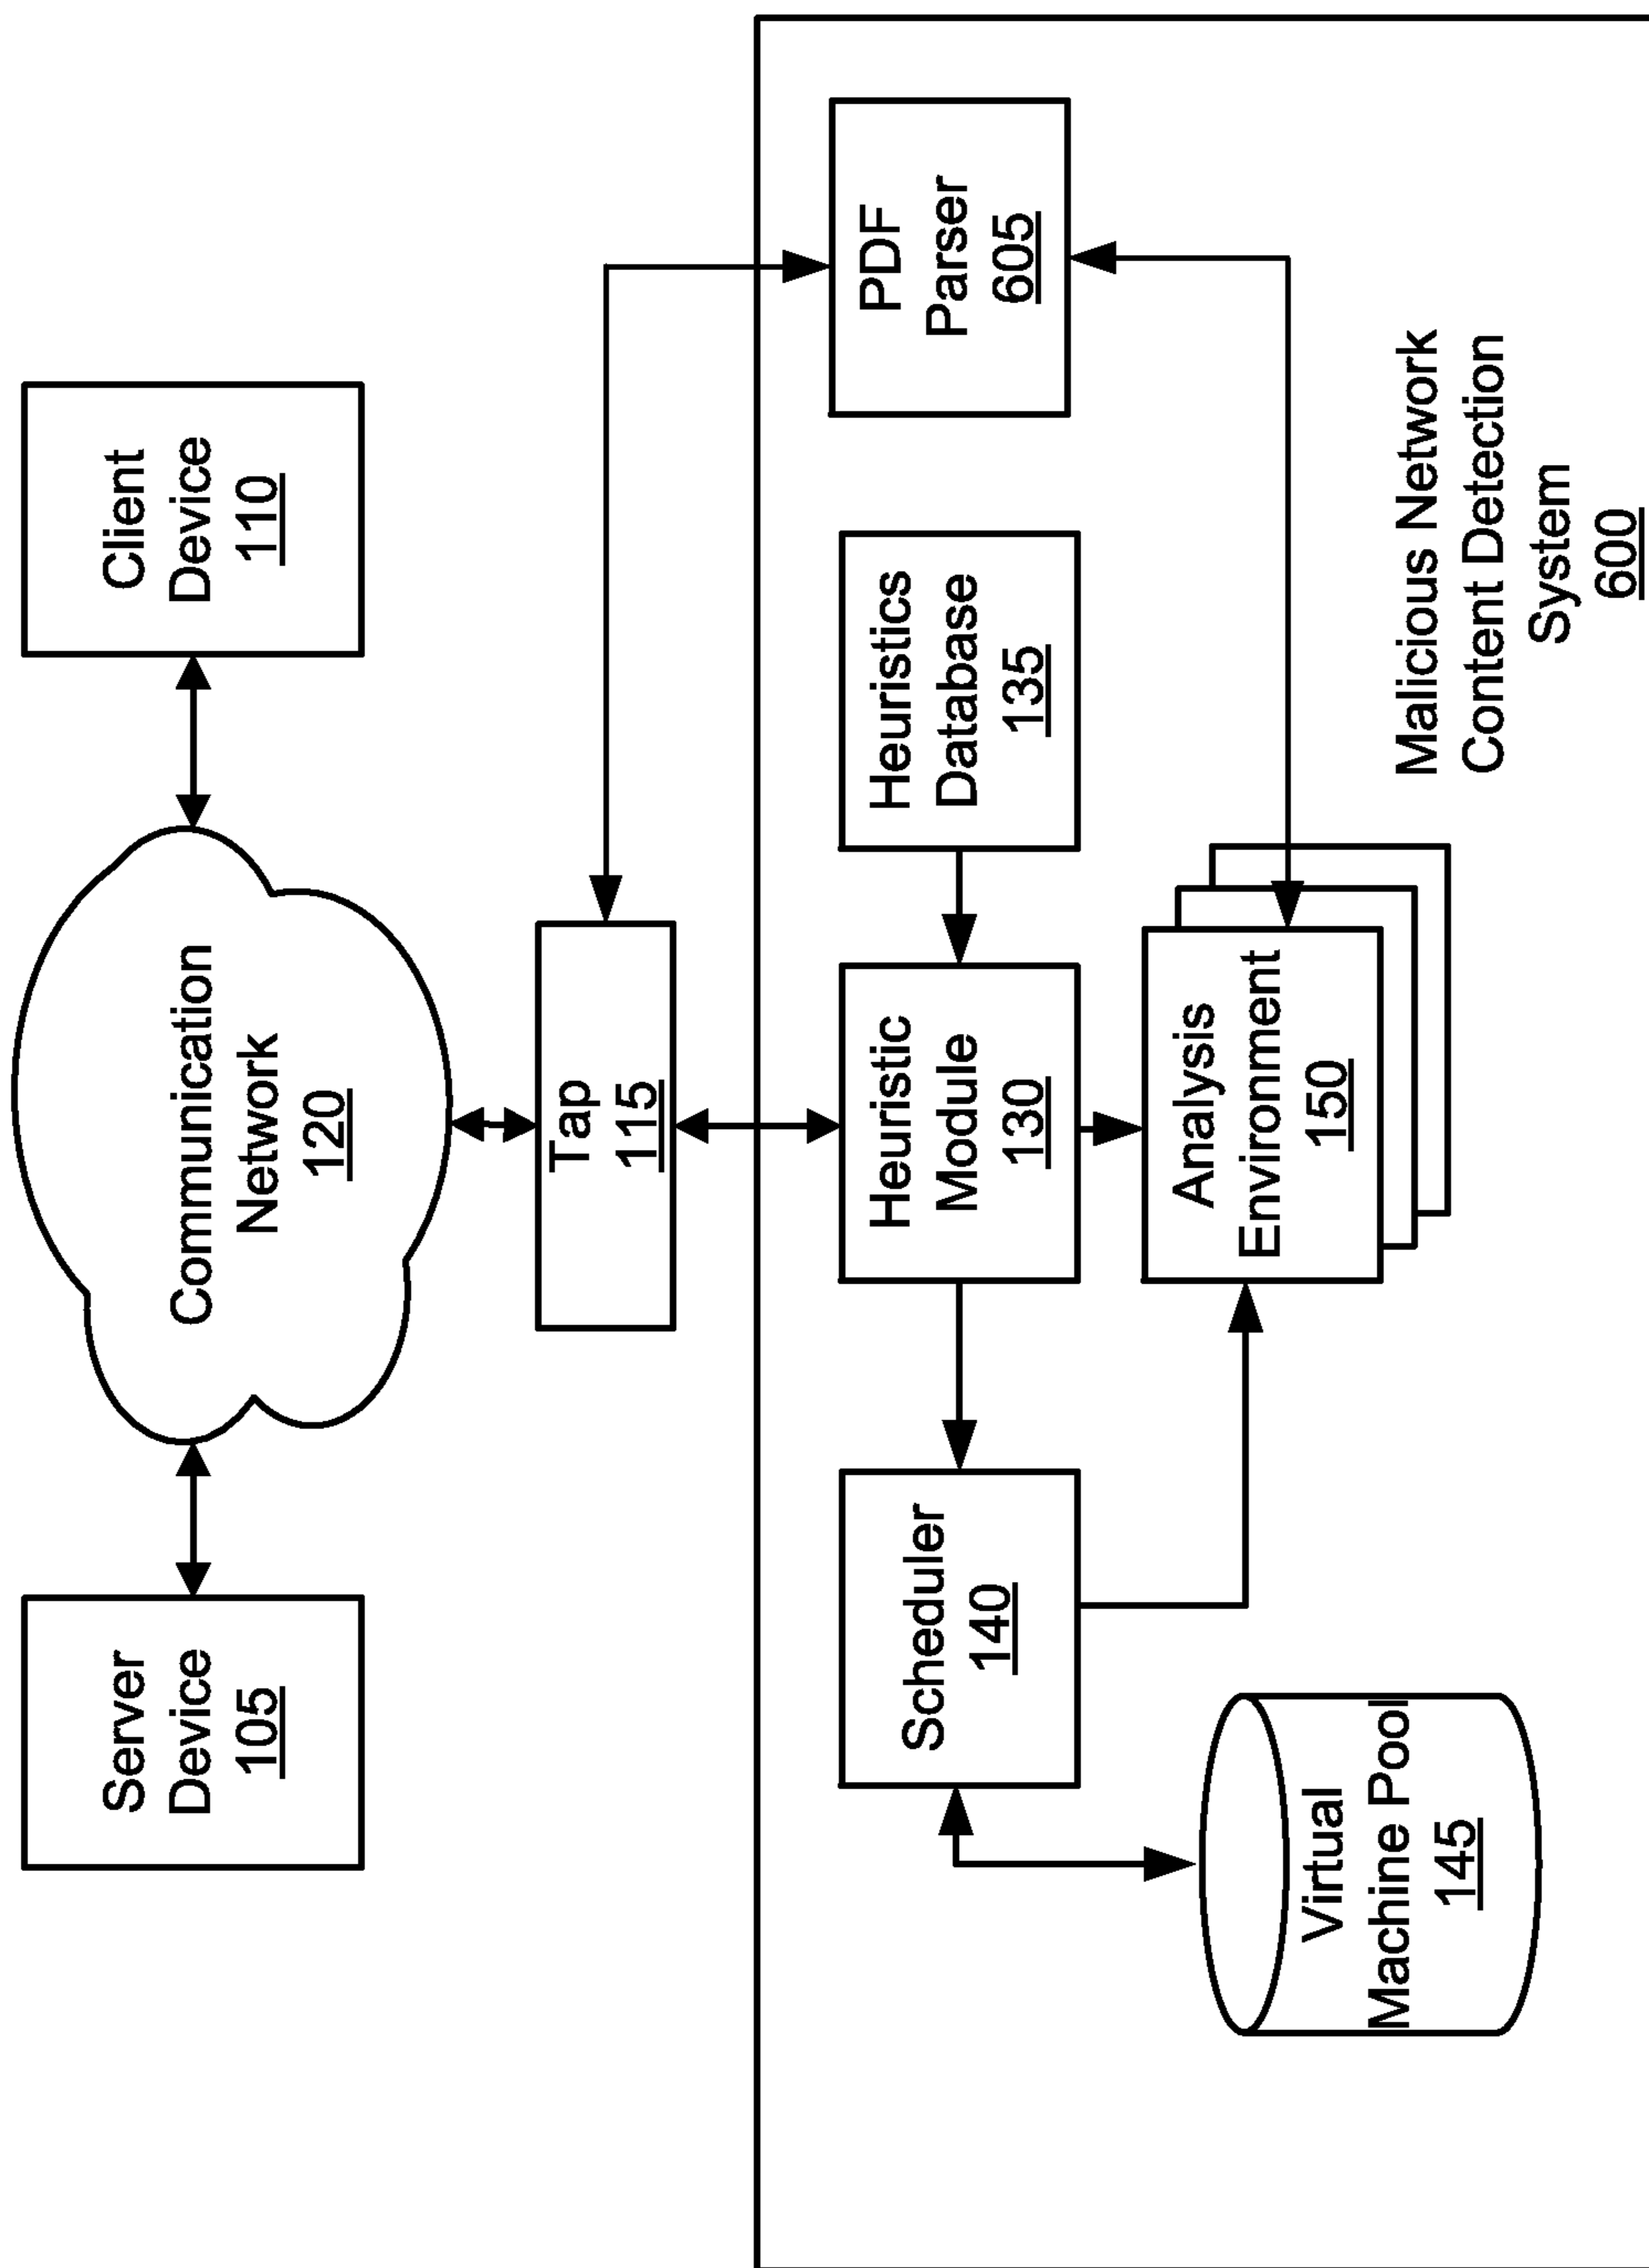 Server
Device
105
Communication
Network
120
Client
Device
110
Tap
115
Scheduler
140
Heuristic
Module
130
Heuristics
Database
135
PDF
Parser
605
Virtual
Machine Pool
145
Analysis
Environment
150
Malicious Network
Content Detection
System
600